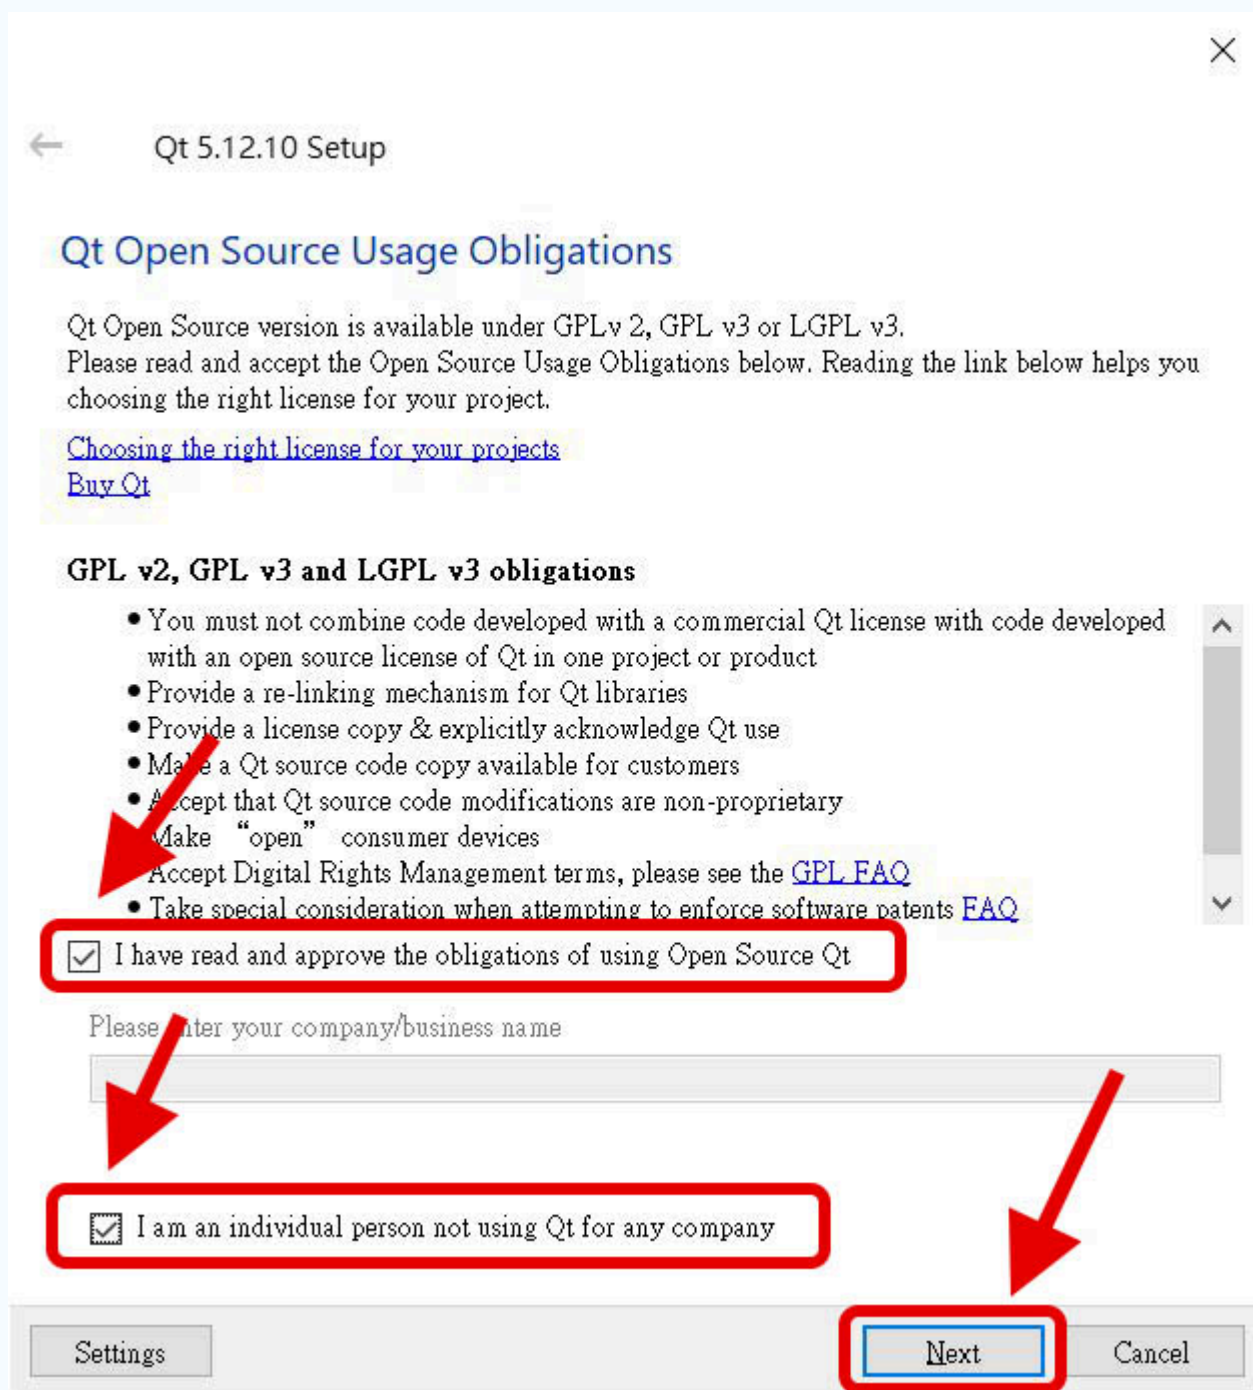 Qt 5.12.10 Setup
Qt Open Source Usage Obligations
Qt Open Source version is available under GPLv 2, GPL v3 or LGPL v3.
Please read and accept the Open Source Usage Obligations below. Reading the link below helps you
choosing the right license for your project.
Choosing the right license for your projects
Buy Qt
GPL v2, GPL v3 and LGPL v3 obligations
• You must not combine code developed with a commercial Qt license with code developed
with an open source license of Qt in one project or product
• Provide a re-linking mechanism for Qt libraries
• Provide a license copy & explicitly acknowledge Qt use
• Make a Qt source code copy available for customers
• Accept that Qt source code modifications are non-proprietary
Make “open” consumer devices
Accept Digital Rights Management terms, please see the GPL FAQ
• Take special consideration when attempting to enforce software patents FAQ
I have read and approve the obligations of using Open Source Qt
Please enter your company/business name
I am an individual person not using Qt for any company
Settings
Next
Cancel